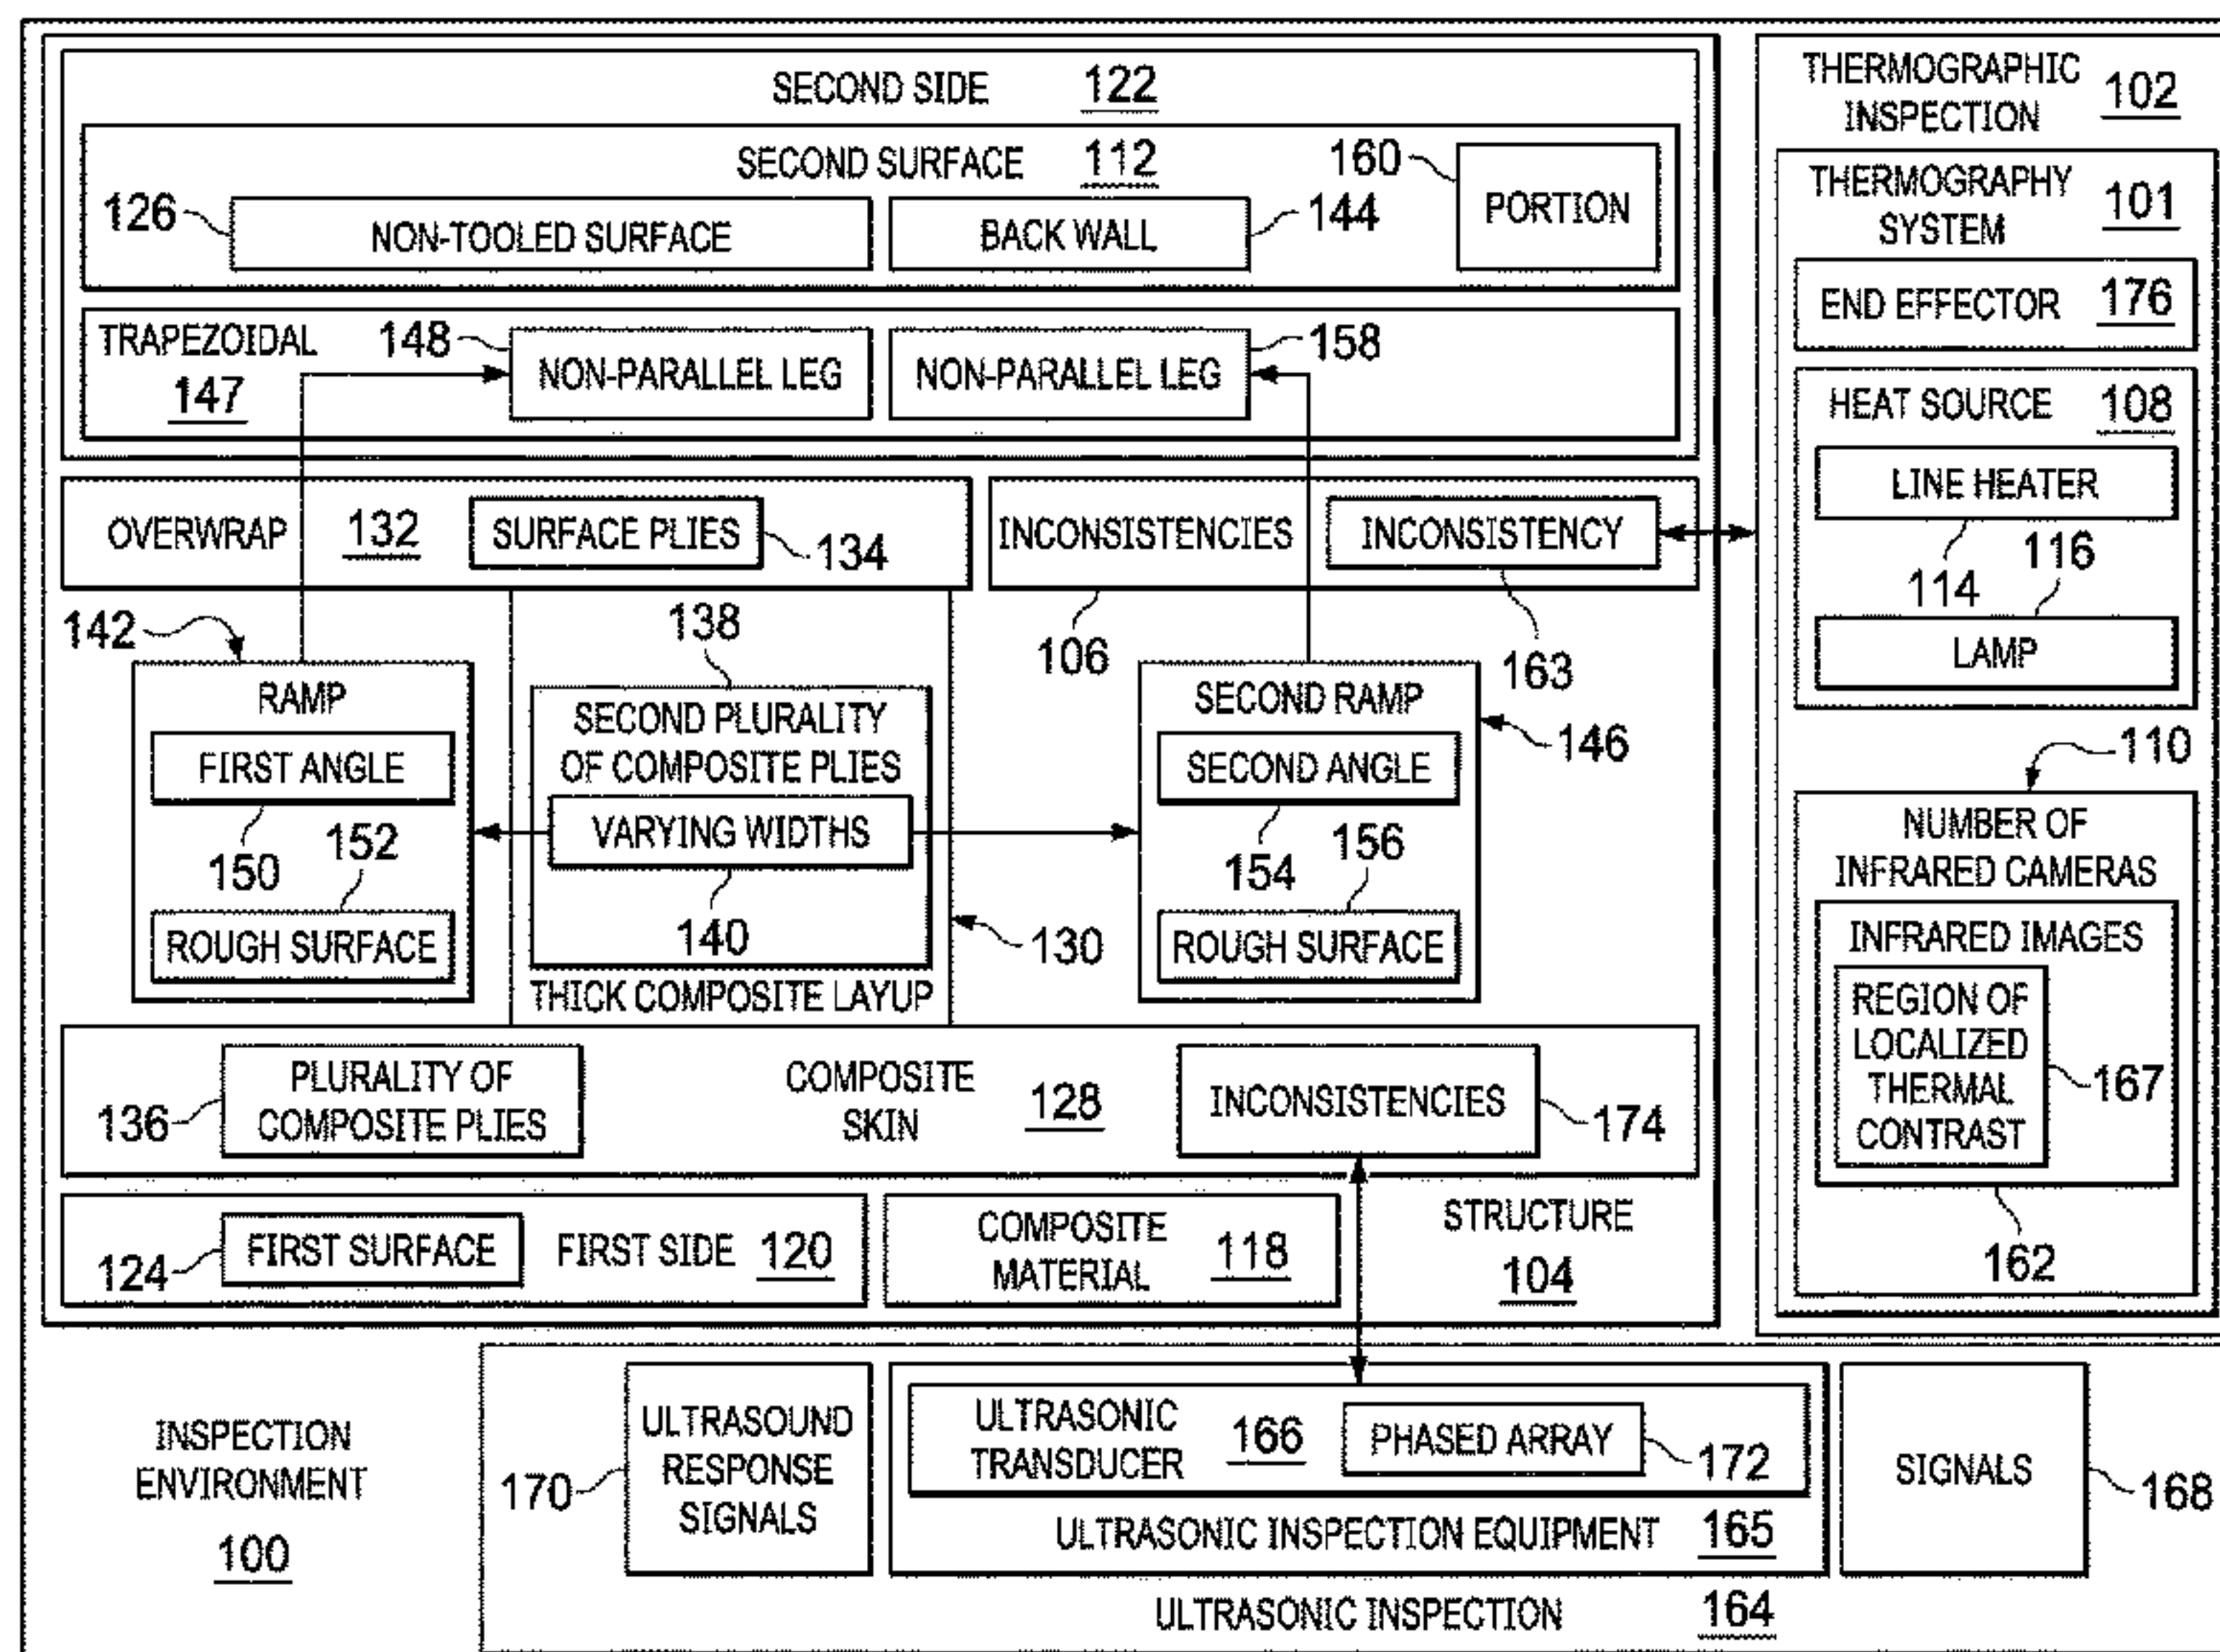 SECOND SIDE 122
SECOND SURFACE 112
160
PORTION
126
NON-TOOLED SURFACE
BACK WALL
144
TRAPEZOIDAL
147
148
NON-PARALLEL LEG
NON-PARALLEL LEG
158
OVERWRAP 132
SURFACE PLIES
134
INCONSISTENCIES
INCONSISTENCY
106
163
142
RAMP
FIRST ANGLE
150
152
ROUGH SURFACE
138
SECOND PLURALITY
OF COMPOSITE PLIES
VARYING WIDTHS
140
130
THICK COMPOSITE LAYUP
SECOND RAMP
146
SECOND ANGLE
154
156
ROUGH SURFACE
136
PLURALITY OF
COMPOSITE PLIES
COMPOSITE
SKIN
128
INCONSISTENCIES
174
124
FIRST SURFACE
FIRST SIDE 120
COMPOSITE
MATERIAL
118
STRUCTURE
104
THERMOGRAPHIC
INSPECTION
102
THERMOGRAPHY
SYSTEM
101
END EFFECTOR 176
HEAT SOURCE 108
LINE HEATER
114
116
LAMP
110
NUMBER OF
INFRARED CAMERAS
INFRARED IMAGES
REGION OF
LOCALIZED
THERMAL
CONTRAST
167
162
INSPECTION
ENVIRONMENT
100
170
ULTRASOUND
RESPONSE
SIGNALS
ULTRASONIC
TRANSDUCER
166
PHASED ARRAY
172
ULTRASONIC INSPECTION EQUIPMENT 165
SIGNALS
168
ULTRASONIC INSPECTION 164